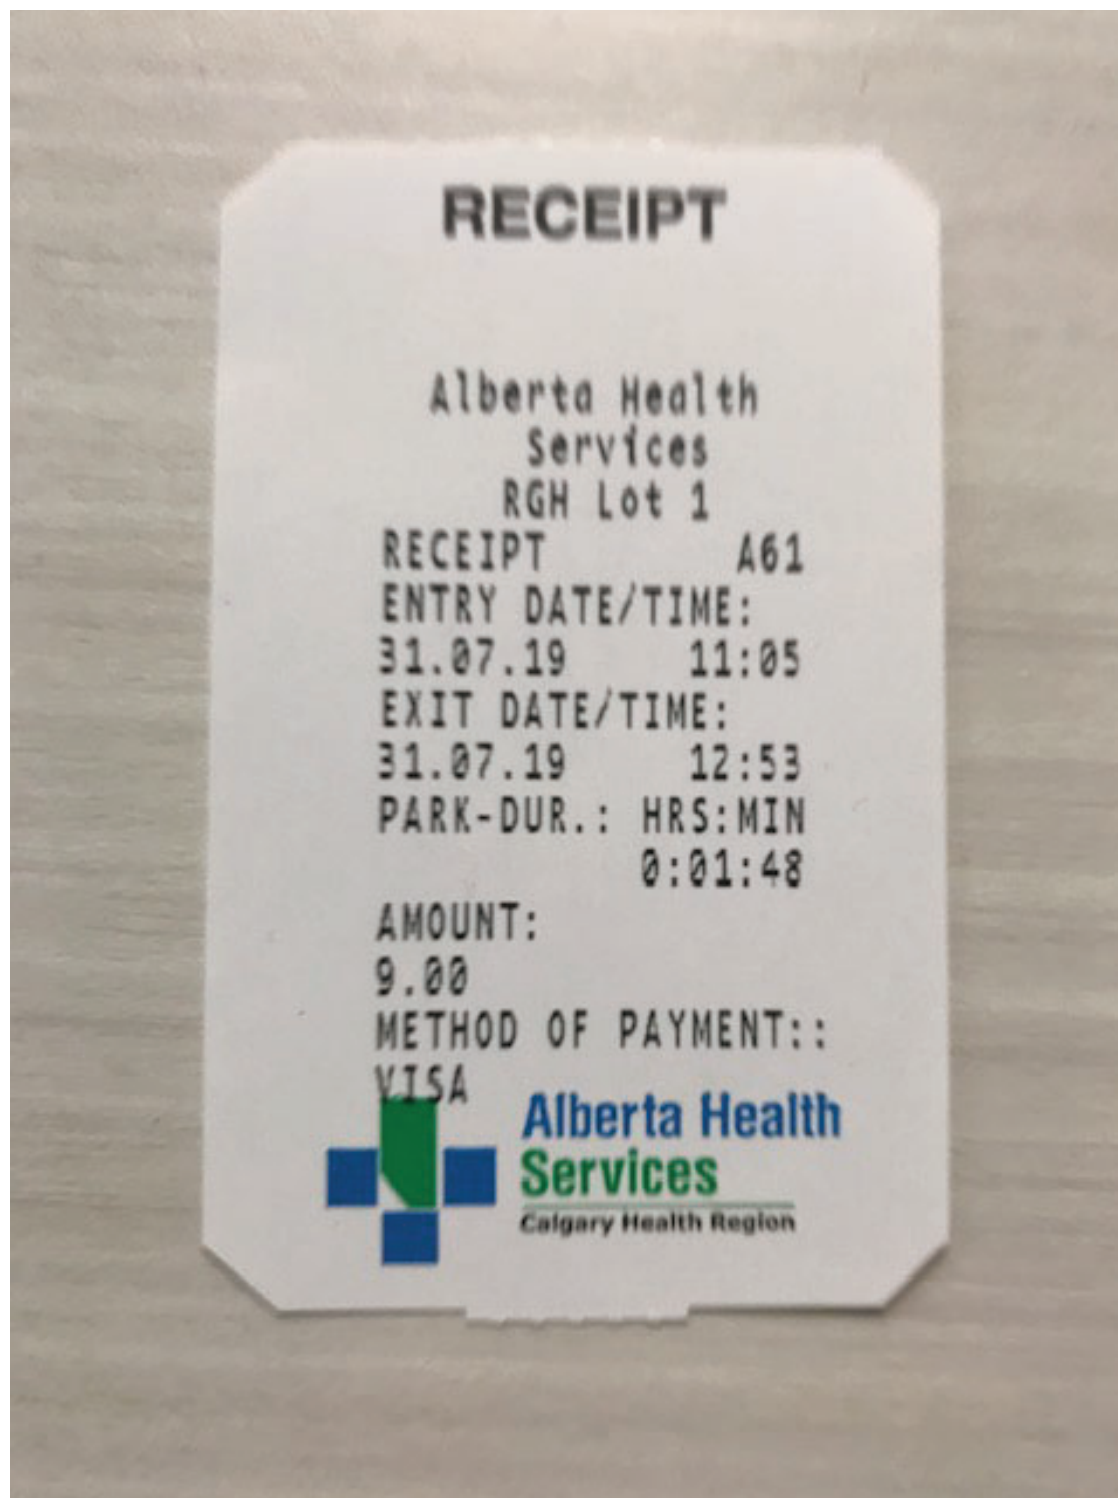 RECEIPT
Alberta Health
Services
RGH Lot 1
RECEIPT A61
ENTRY DATE/TIME:
31.07.19 11:05
EXIT DATE/TIME:
31.07.19 12:53
PARK-DUR.: HRS:MIN
0:01:48
AMOUNT:
9.00
METHOD OF PAYMENT::
VISA
Alberta Health
Services
Calgary Health Region